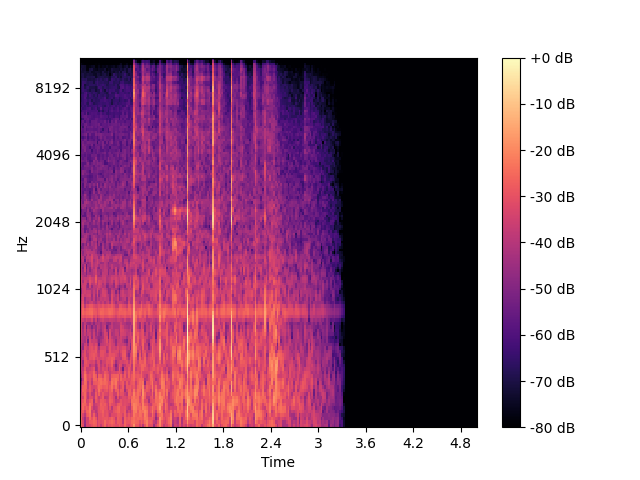 8192
4096
2048
1024
512
0
Hz
0 0.6 1.2 1.8 2.4 3 3.6 4.2 4.8
Time
+0 dB
-10 dB
-20 dB
-30 dB
-40 dB
-50 dB
-60 dB
-70 dB
-80 dB